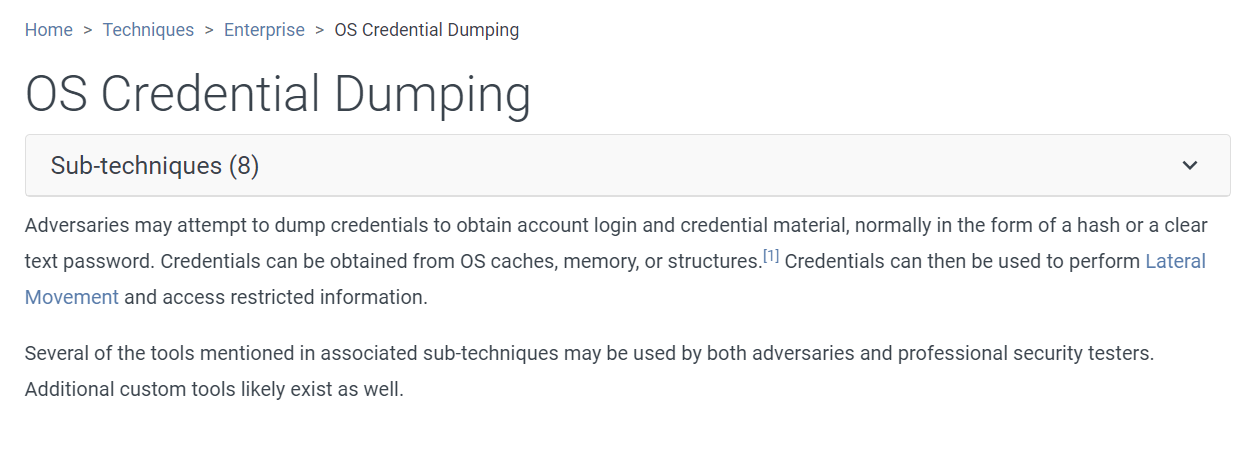 Home > Techniques > Enterprise > OS Credential Dumping
OS Credential Dumping
Sub-techniques (8)
Adversaries may attempt to dump credentials to obtain account login and credential material, normally in the form of a hash or a clear
text password. Credentials can be obtained from OS caches, memory, or structures.[1] Credentials can then be used to perform Lateral
Movement and access restricted information.
Several of the tools mentioned in associated sub-techniques may be used by both adversaries and professional security testers.
Additional custom tools likely exist as well.